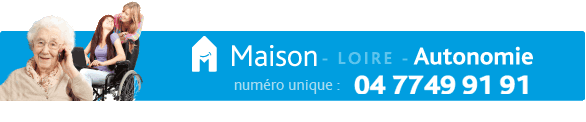 Maison - LOIRE - Autonomie
numéro unique : 04 7749 91 91